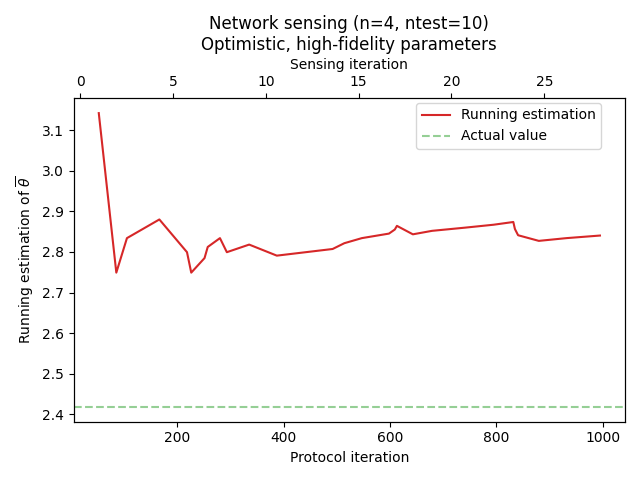 Network sensing (n=4, ntest=10)
Optimistic, high-fidelity parameters
Sensing iteration
0 5 10 15 20 25
Running estimation
Actual value
3.1
3.0
2.9
2.8
2.7
2.6
2.5
2.4
Running estimation of θ̅
200 400 600 800 1000
Protocol iteration